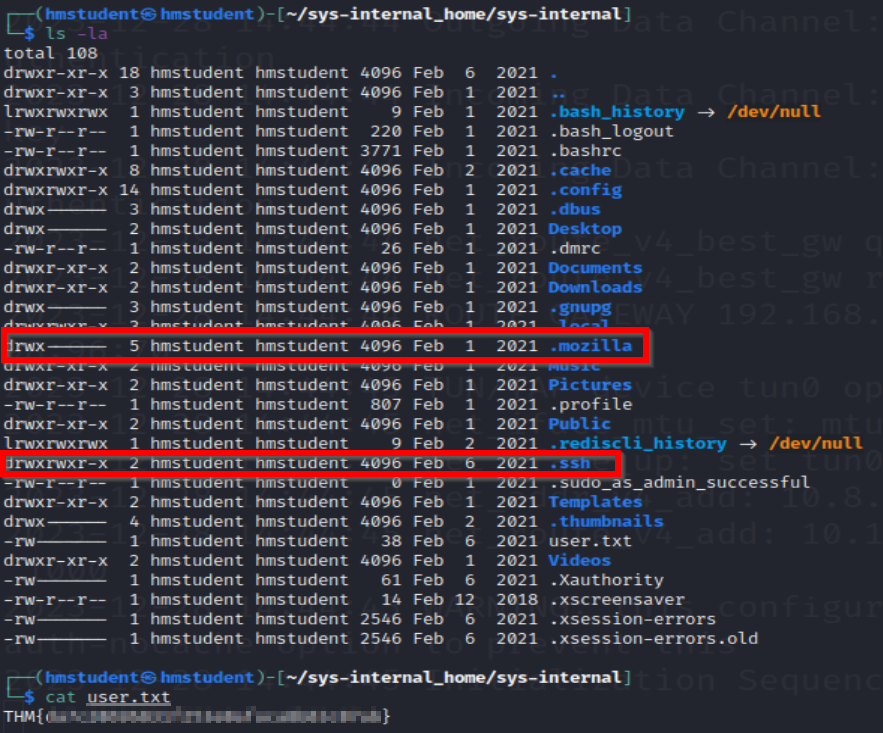 (hmstudent㉿hmstudent)-[~/sys-internal_home/sys-internal]
$ ls -la
total 108
drwxr-xr-x 18 hmstudent hmstudent 4096 Feb 6 2021 .
drwxr-xr-x 3 hmstudent hmstudent 4096 Feb 1 2021 ..
lrwxrwxrwx 1 hmstudent hmstudent 9 Feb 1 2021 .bash_history → /dev/null
-rw-r--r-- 1 hmstudent hmstudent 220 Feb 1 2021 .bash_logout
-rw-r--r-- 1 hmstudent hmstudent 3771 Feb 1 2021 .bashrc
drwxrwxr-x 8 hmstudent hmstudent 4096 Feb 2 2021 .cache
drwxrwxr-x 14 hmstudent hmstudent 4096 Feb 1 2021 .config
drwx------ 3 hmstudent hmstudent 4096 Feb 1 2021 .dbus
drwx------ 2 hmstudent hmstudent 4096 Feb 1 2021 Desktop
-rw-r--r-- 1 hmstudent hmstudent 26 Feb 1 2021 .dmrc
drwxr-xr-x 2 hmstudent hmstudent 4096 Feb 1 2021 Documents
drwxr-xr-x 2 hmstudent hmstudent 4096 Feb 1 2021 Downloads
drwx------ 3 hmstudent hmstudent 4096 Feb 1 2021 .gnupg
drwxrwxr-x 3 hmstudent hmstudent 4096 Feb 1 2021 .local
drwx------ 5 hmstudent hmstudent 4096 Feb 1 2021 .mozilla
drwxr-xr-x 2 hmstudent hmstudent 4096 Feb 1 2021 Music
drwxr-xr-x 2 hmstudent hmstudent 4096 Feb 1 2021 Pictures
-rw-r--r-- 1 hmstudent hmstudent 807 Feb 1 2021 .profile
drwxr-xr-x 2 hmstudent hmstudent 4096 Feb 1 2021 Public
lrwxrwxrwx 1 hmstudent hmstudent 9 Feb 2 2021 .rediscli_history → /dev/null
drwxrwxr-x 2 hmstudent hmstudent 4096 Feb 6 2021 .ssh
-rw-r--r-- 1 hmstudent hmstudent 0 Feb 1 2021 .sudo_as_admin_successful
drwxr-xr-x 2 hmstudent hmstudent 4096 Feb 1 2021 Templates
drwx------ 4 hmstudent hmstudent 4096 Feb 2 2021 .thumbnails
-rw------- 1 hmstudent hmstudent 38 Feb 6 2021 user.txt
drwxr-xr-x 2 hmstudent hmstudent 4096 Feb 1 2021 Videos
-rw------- 1 hmstudent hmstudent 61 Feb 6 2021 .Xauthority
-rw-r--r-- 1 hmstudent hmstudent 14 Feb 12 2018 .xscreensaver
-rw------- 1 hmstudent hmstudent 2546 Feb 6 2021 .xsession-errors
-rw------- 1 hmstudent hmstudent 2546 Feb 6 2021 .xsession-errors.old
(hmstudent㉿hmstudent)-[~/sys-internal_home/sys-internal]
$ cat user.txt
THM{ }